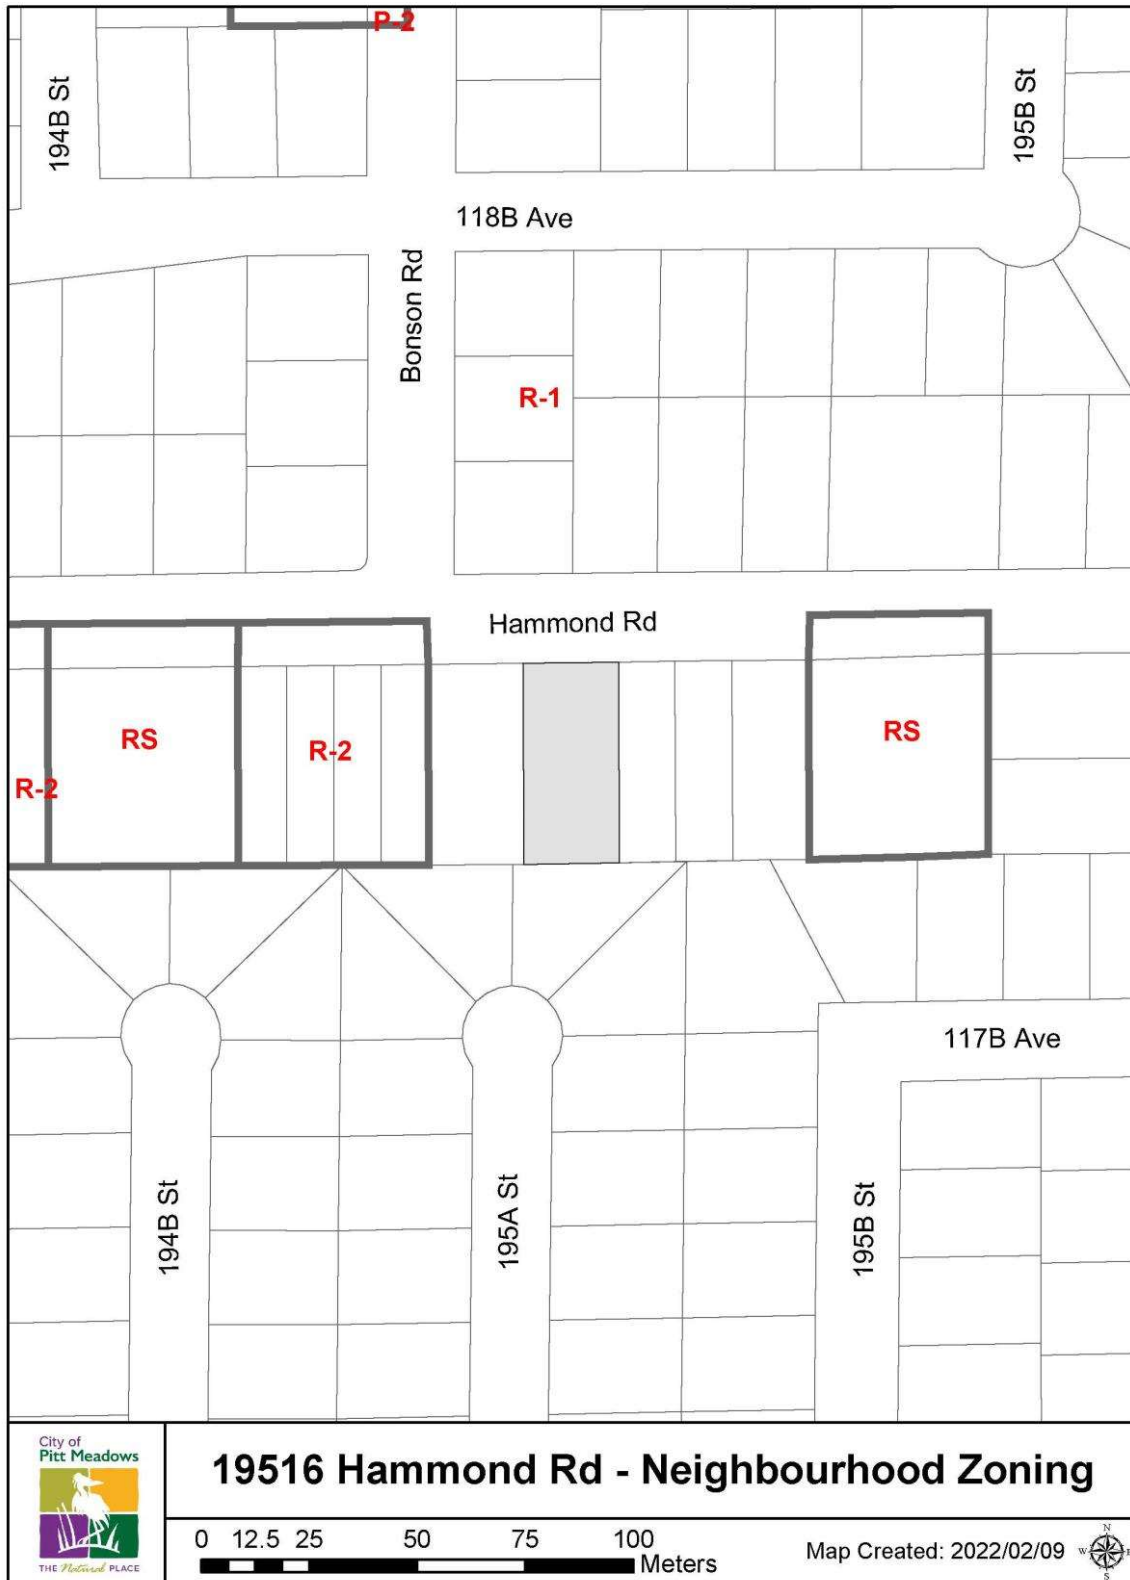 P-2
194B St
195B St
118B Ave
Bonson Rd
R-1
Hammond Rd
RS
R-2
RS
R-2
117B Ave
194B St
195A St
195B St
City of
Pitt Meadows
THE Natural PLACE
19516 Hammond Rd - Neighbourhood Zoning
0 12.5 25 50 75 100
Meters
Map Created: 2022/02/09
N
W E
S